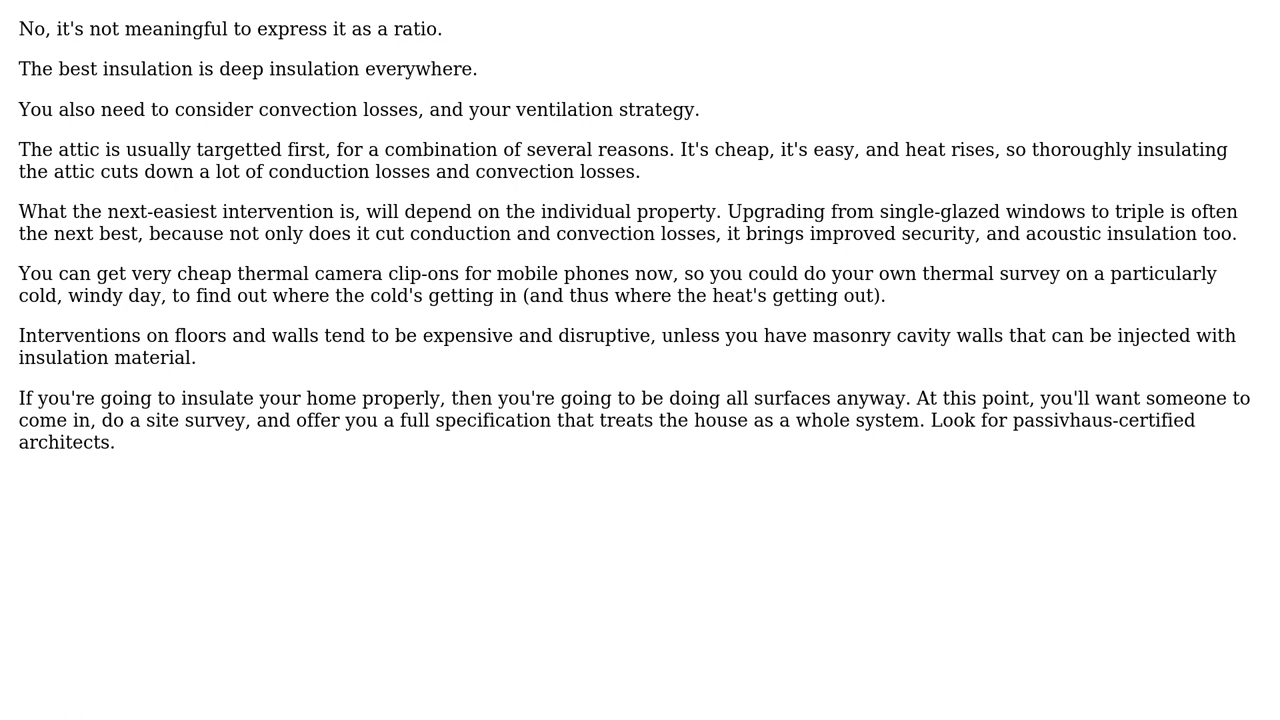 No, it's not meaningful to express it as a ratio.
The best insulation is deep insulation everywhere.
You also need to consider convection losses, and your ventilation strategy.
The attic is usually targetted first, for a combination of several reasons. It's cheap, it's easy, and heat rises, so thoroughly insulating
the attic cuts down a lot of conduction losses and convection losses.
What the next-easiest intervention is, will depend on the individual property. Upgrading from single-glazed windows to triple is often
the next best, because not only does it cut conduction and convection losses, it brings improved security, and acoustic insulation too.
You can get very cheap thermal camera clip-ons for mobile phones now, so you could do your own thermal survey on a particularly
cold, windy day, to find out where the cold's getting in (and thus where the heat's getting out).
Interventions on floors and walls tend to be expensive and disruptive, unless you have masonry cavity walls that can be injected with
insulation material.
If you're going to insulate your home properly, then you're going to be doing all surfaces anyway. At this point, you'll want someone to
come in, do a site survey, and offer you a full specification that treats the house as a whole system. Look for passivhaus-certified
architects.